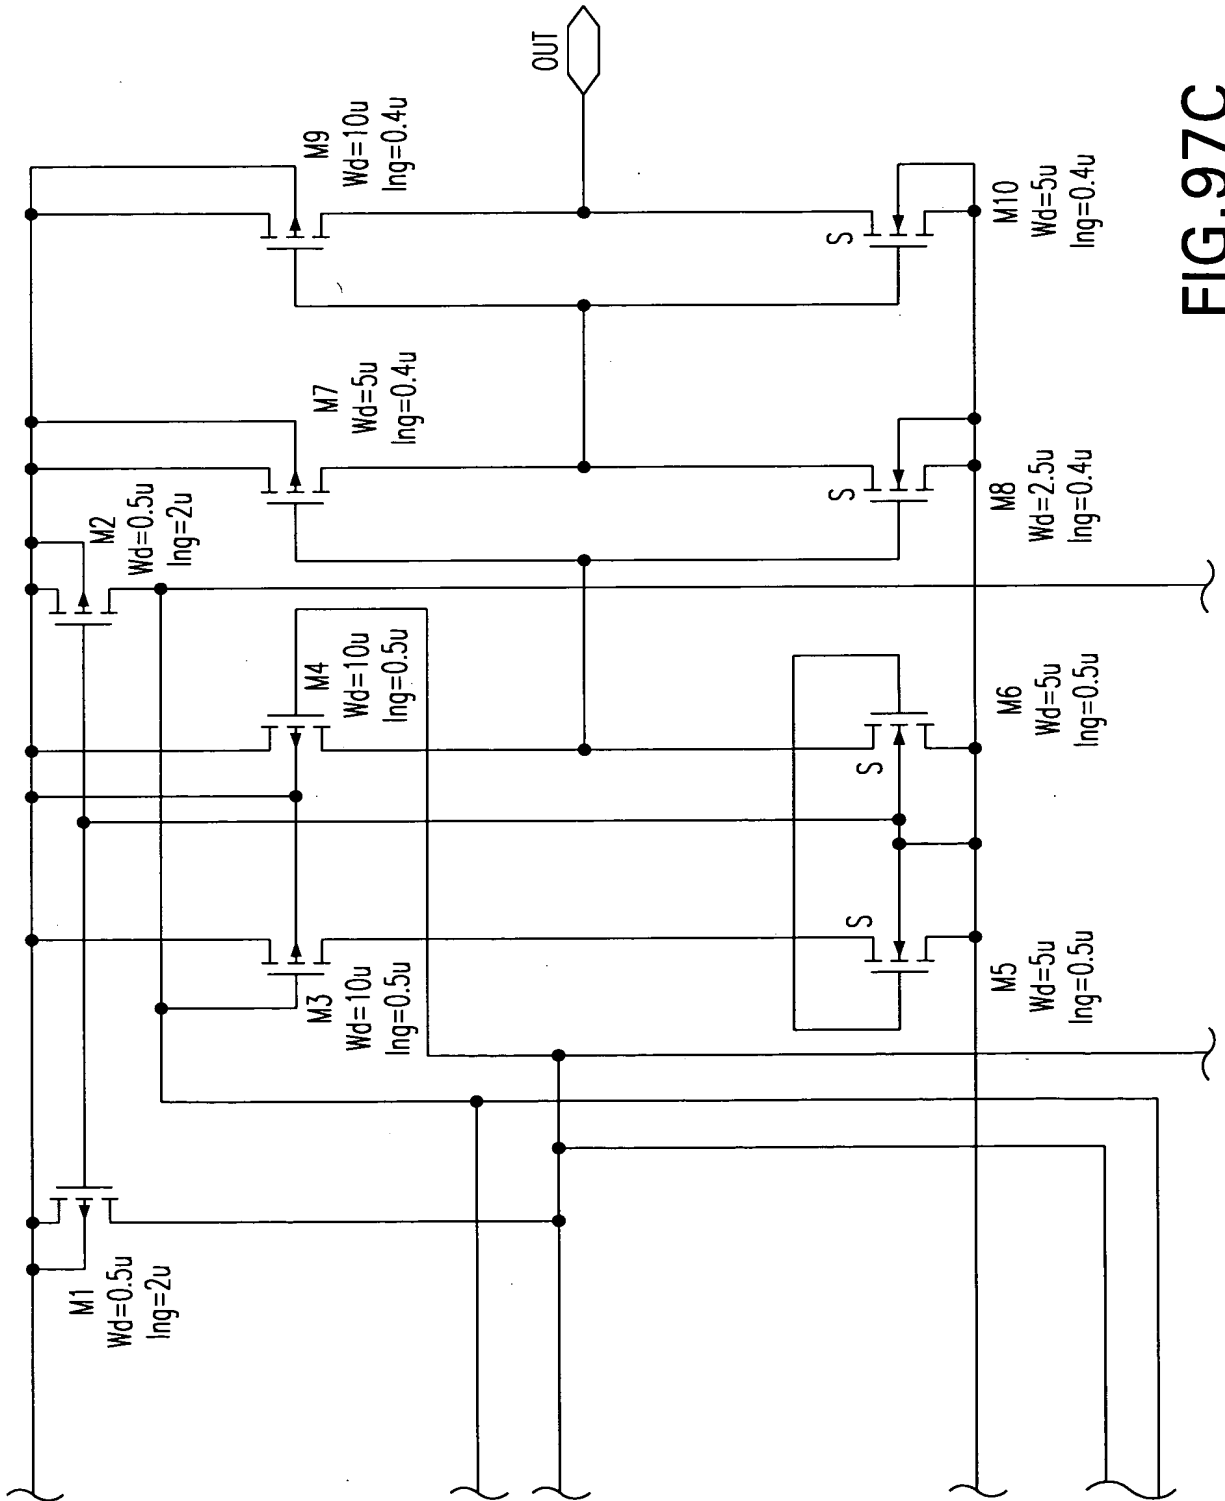 OUT
M9
Wd=10u
lng=0.4u
M7
Wd=5u
lng=0.4u
M2
Wd=0.5u
lng=2u
M4
Wd=10u
lng=0.5u
M3
Wd=10u
lng=0.5u
M1
Wd=0.5u
lng=2u
S
M10
Wd=5u
lng=0.4u
S
M8
Wd=2.5u
lng=0.4u
S
M6
Wd=5u
lng=0.5u
S
M5
Wd=5u
lng=0.5u
FIG.97C